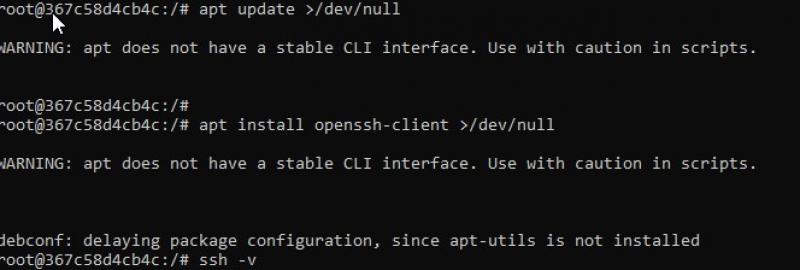 root@367c58d4cb4c:/# apt update >/dev/null
WARNING: apt does not have a stable CLI interface. Use with caution in scripts.
root@367c58d4cb4c:/#
root@367c58d4cb4c:/# apt install openssh-client >/dev/null
WARNING: apt does not have a stable CLI interface. Use with caution in scripts.
debconf: delaying package configuration, since apt-utils is not installed
root@367c58d4cb4c:/# ssh -v